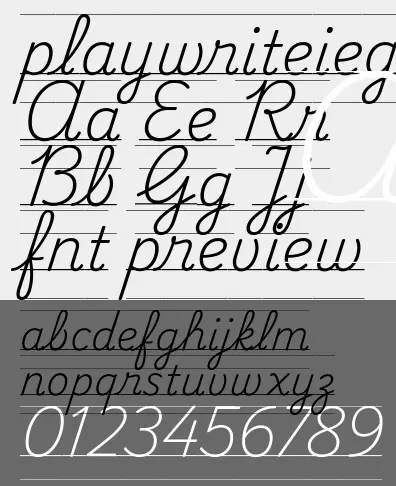 playwriteieg
Aa Ee Rr
Bb Gg Jj
fnt preview
abcdefghijklm
nopqrstuvwxyz
0123456789